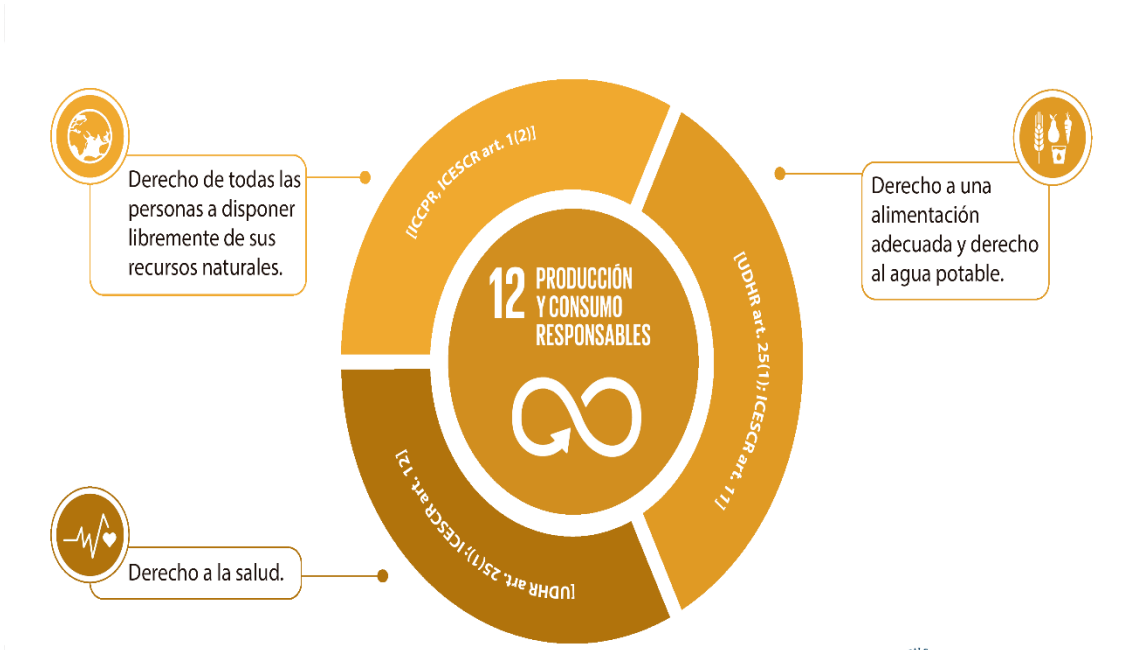 Derecho de todas las
personas a disponer
libremente de sus
recursos naturales.
[ICCPR, ICESCR art. 1(2)]
Derecho a una
alimentación
adecuada y derecho
al agua potable.
[UDHR art. 25(1); ICESCR art. 11]
12 PRODUCCIÓN
Y CONSUMO
RESPONSABLES
[UDHR art. 25(1); ICESCR art. 12]
Derecho a la salud.